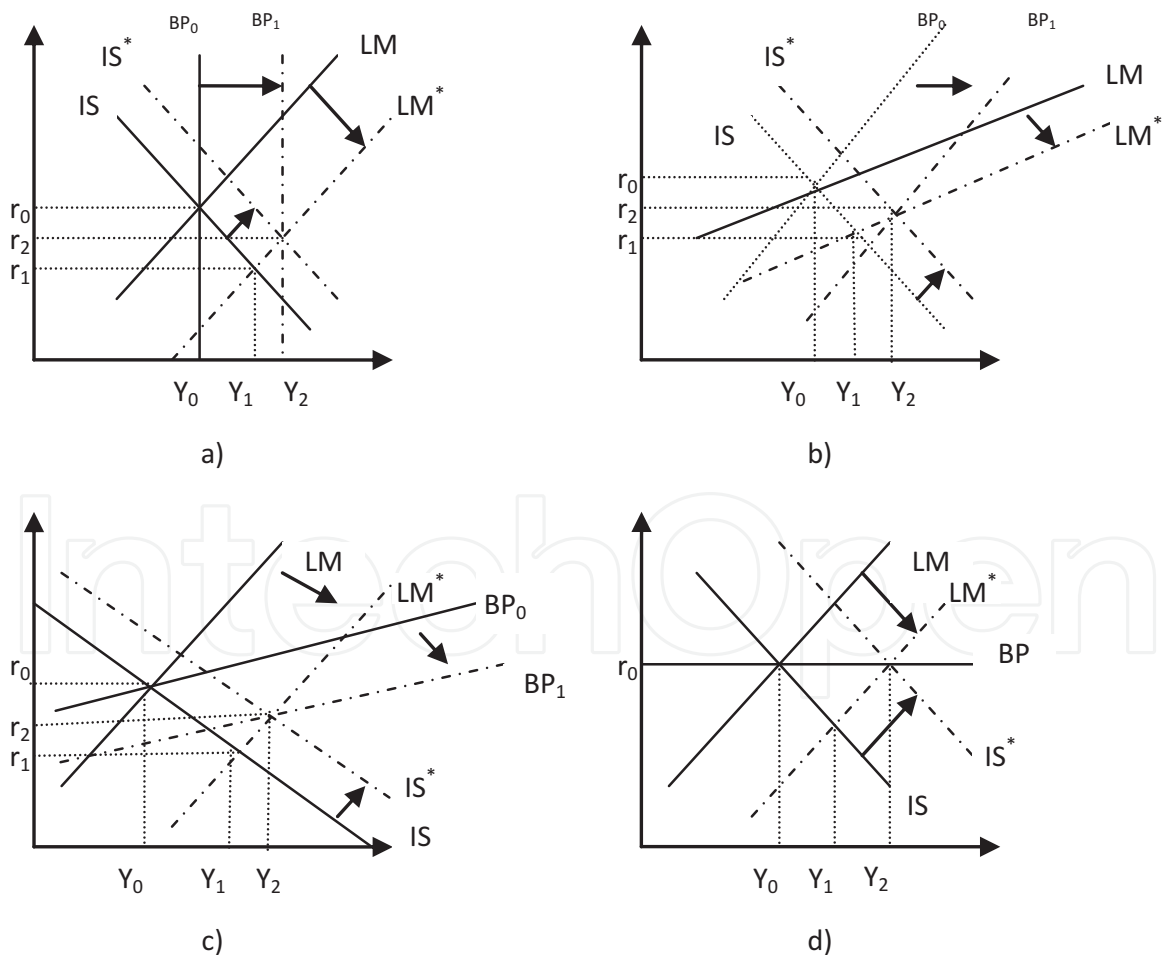 BP₀
BP₁
IS*
LM
IS
LM*
r₀
r₂
r₁
Y₀ Y₁ Y₂
a)
BP₀
BP₁
IS*
LM
IS
LM*
r₀
r₂
r₁
Y₀ Y₁ Y₂
b)
LM
LM*
BP₀
r₀
BP₁
r₂
r₁
IS*
IS
Y₀ Y₁ Y₂
c)
LM
LM*
BP
r₀
IS*
IS
Y₀ Y₁ Y₂
d)
IntechOpen